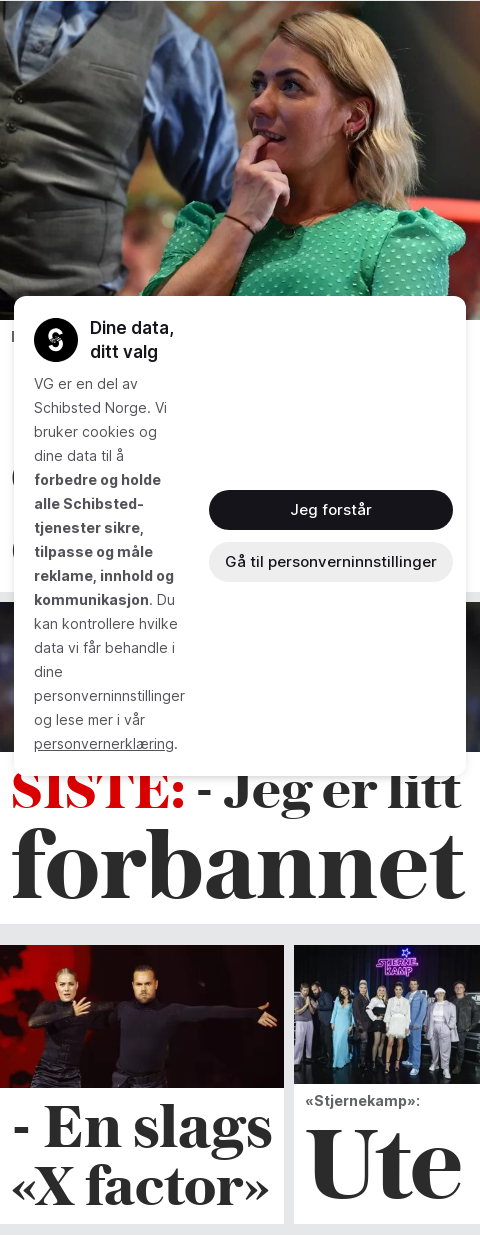 Dine data,
ditt valg
VG er en del av
Schibsted Norge. Vi
bruker cookies og
dine data til å
forbedre og holde
alle Schibsted-
tjenester sikre,
tilpasse og måle
reklame, innhold og
kommunikasjon. Du
kan kontrollere hvilke
data vi får behandle i
dine
personverninnstillinger
og lese mer i vår
personvernerklæring.
Jeg forstår
Gå til personverninnstillinger
SISTE: - Jeg er litt
forbannet
STJERNE
KAMP
- En slags
«X factor»
«Stjernekamp»:
Ute